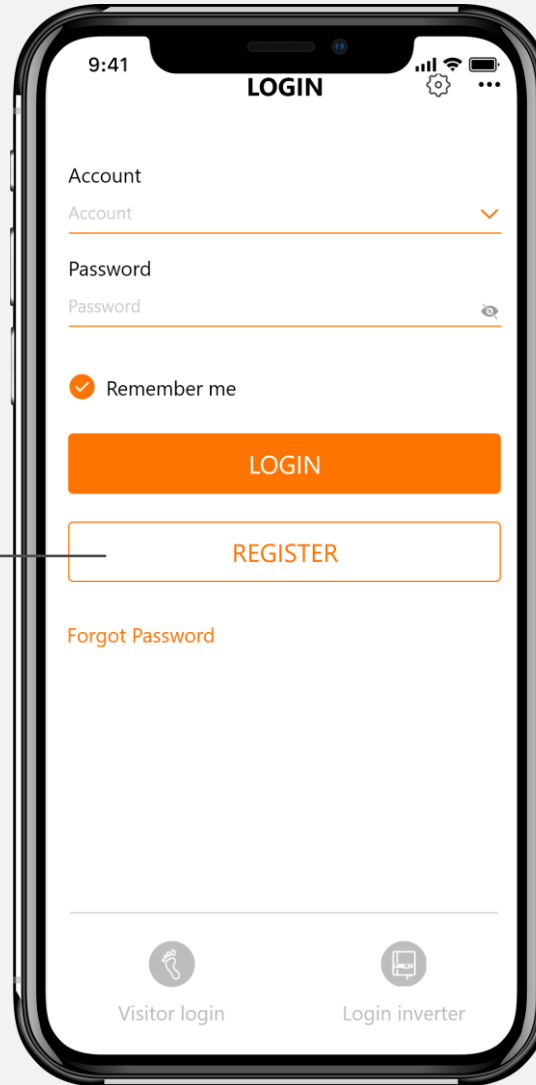 9:41
LOGIN
Account
Account
Password
Password
Remember me
LOGIN
REGISTER
Forgot Password
Visitor login
Login inverter